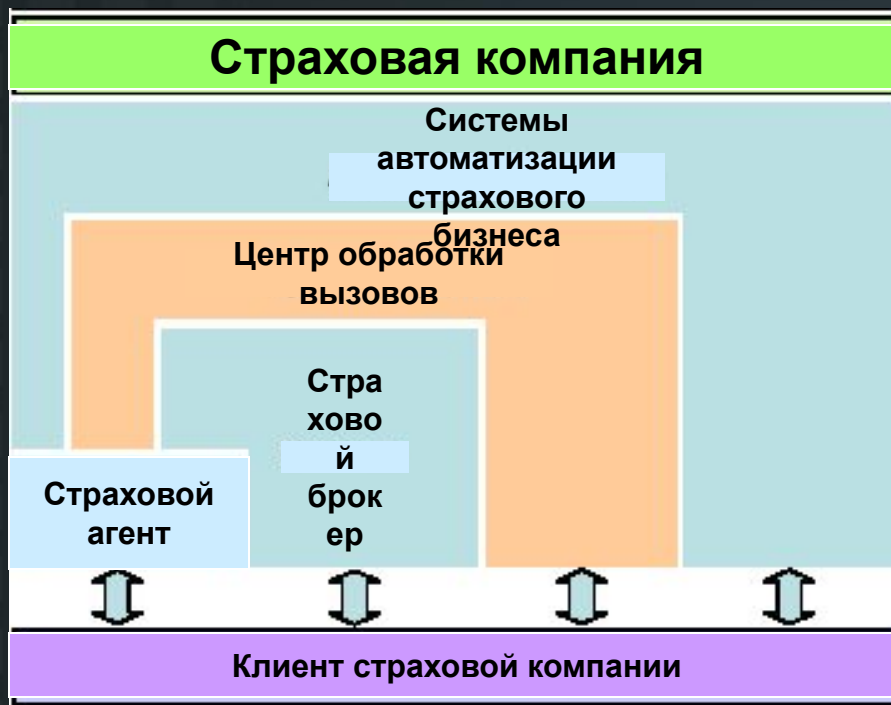 Страховая компания
Системы
автоматизации
страхового
бизнеса
Центр обработки
вызовов
Стра
хово
й
брок
ер
Страховой
агент
Клиент страховой компании